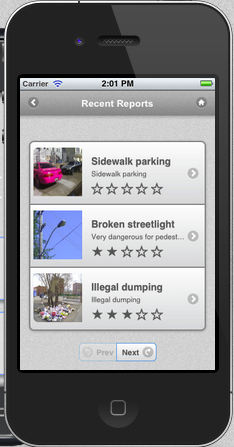 Carrier 2:01 PM
Recent Reports
Sidewalk parking
Sidewalk parking
Broken streetlight
Very dangerous for pedest...
Illegal dumping
Illegal dumping
Prev Next